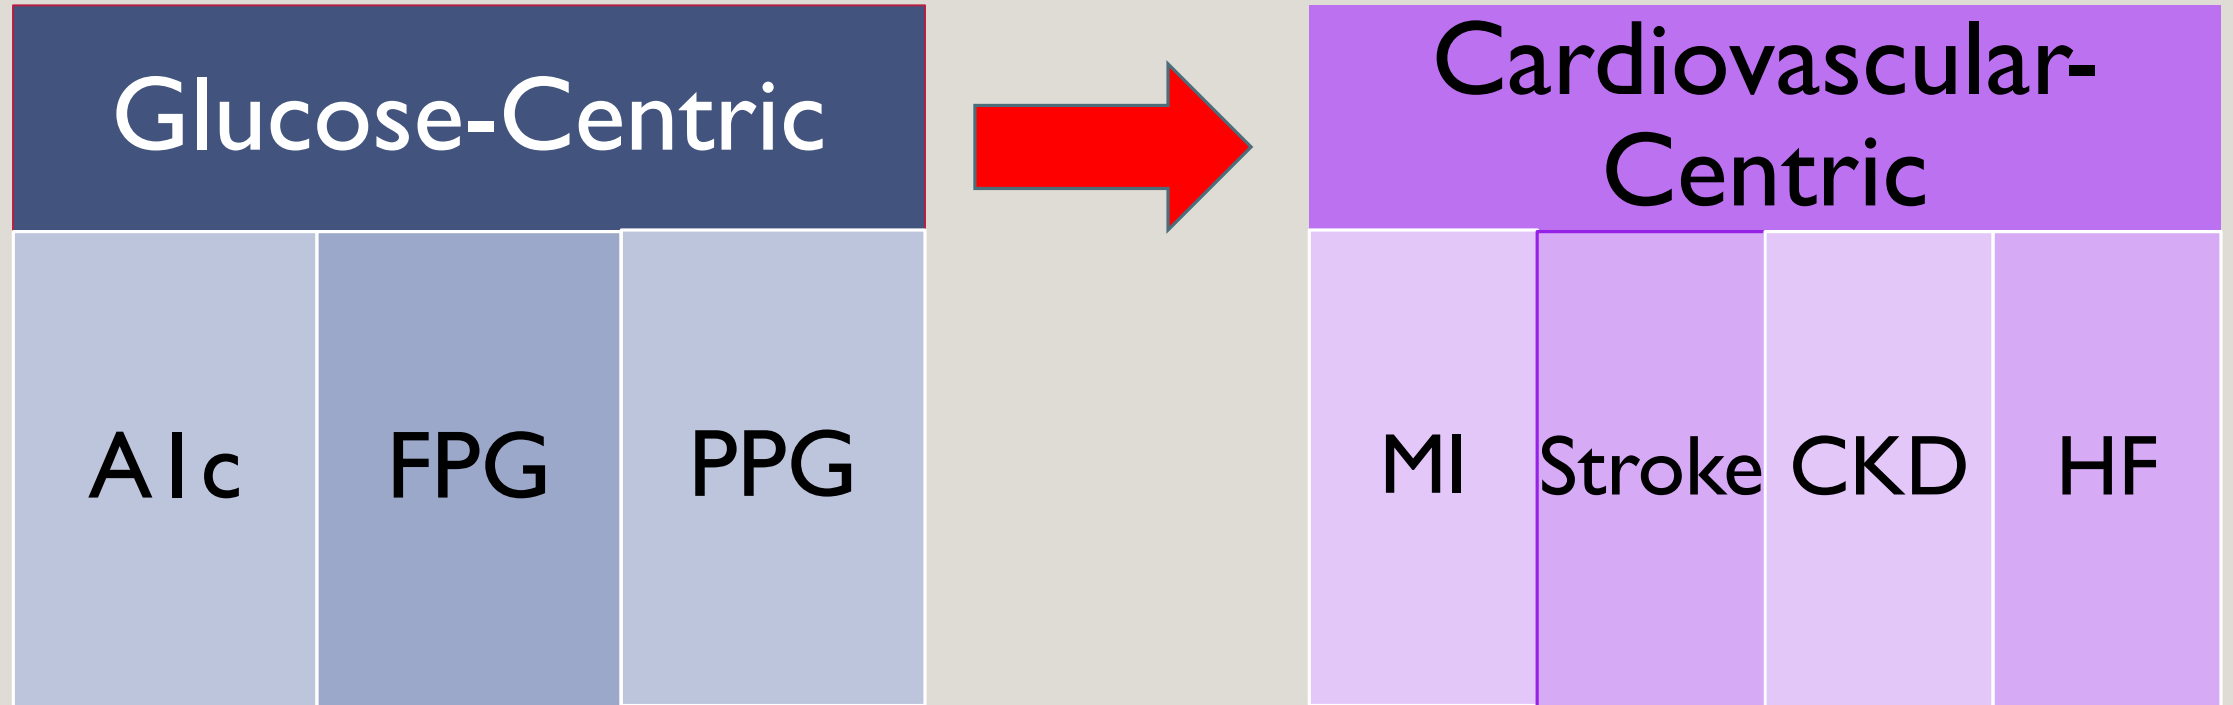 Glucose-Centric
Cardiovascular-
Centric
A1c
FPG
PPG
MI
Stroke
CKD
HF